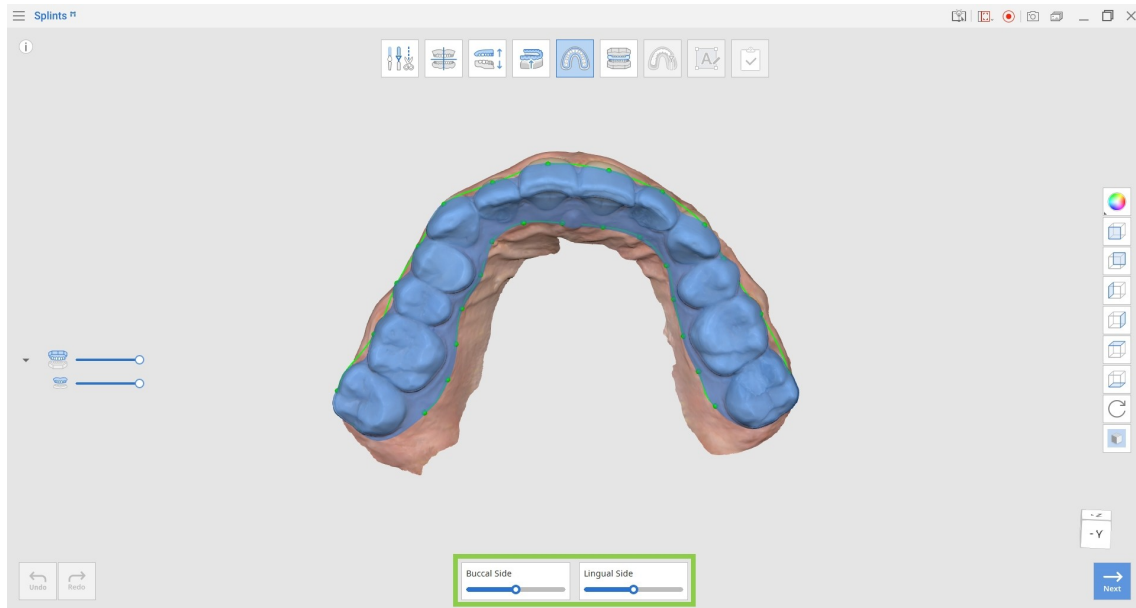 Splints
Buccal Side
Lingual Side
Undo
Redo
- Y
Next